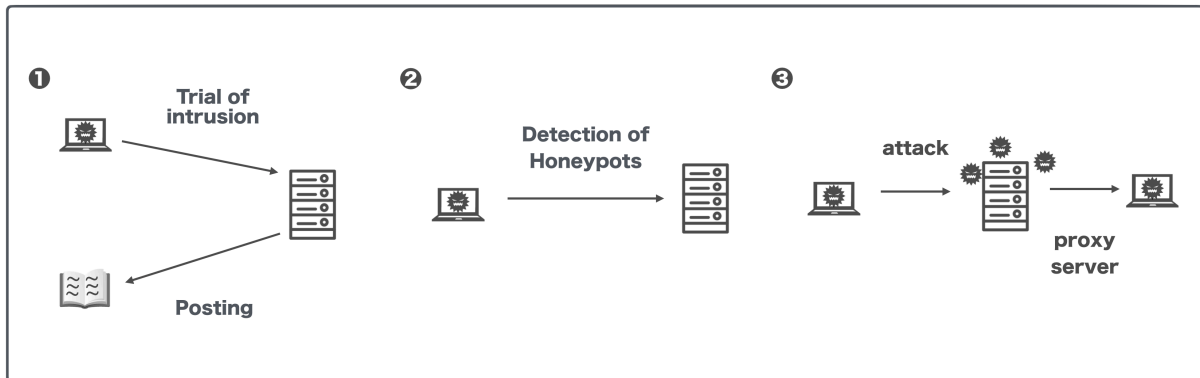 ❶
Trial of
intrusion
Posting
❷
Detection of
Honeypots
❸
attack
proxy
server